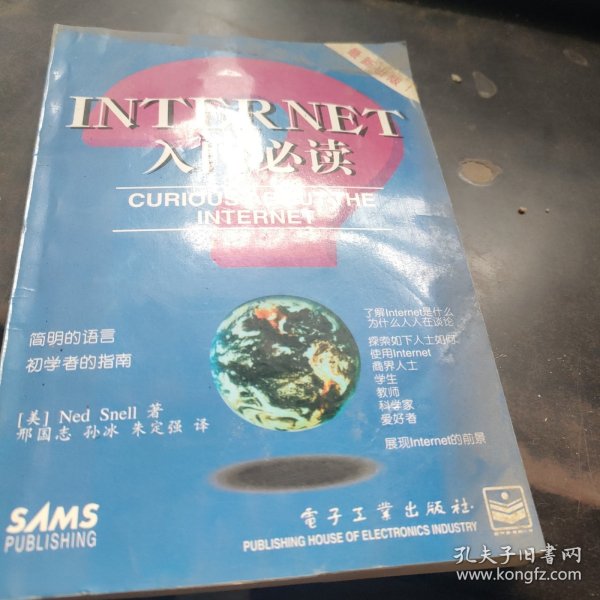 INTERNET
入门必读
CURIOUS ABOUT THE
INTERNET
简明的语言
初学者的指南
了解Internet是什么
为什么人人在谈论
探索如下人士如何
使用Internet
商界人士
学生
教师
科学家
爱好者
展现Internet的前景
[美] Ned Snell 著
邢国志 孙冰 朱定强 译
SAMS
PUBLISHING
電子工業出版社
PUBLISHING HOUSE OF ELECTRONICS INDUSTRY
孔夫子旧书网
www.kongfz.com